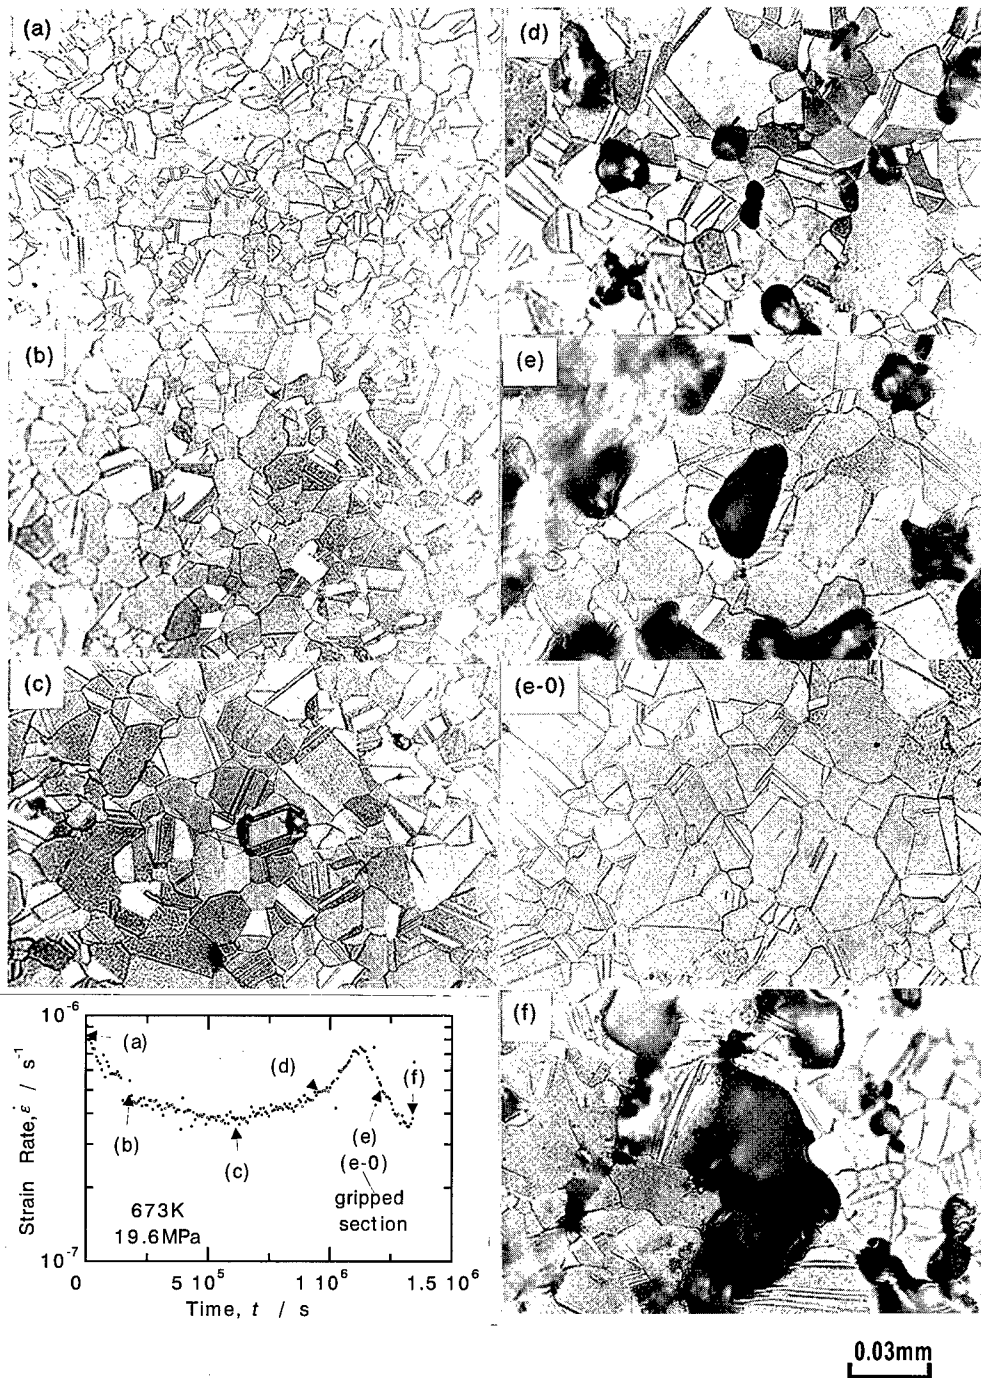 (a)
(b)
(c)
(d)
(e)
(e-0)
(f)
Strain Rate, ε̇ / s⁻¹
10⁻⁶
10⁻⁷
(a)
(b)
(c)
(d)
(e)
(e-0)
gripped
section
(f)
673K
19.6MPa
0
5 10⁵
1 10⁶
1.5 10⁶
Time, t / s
0.03mm